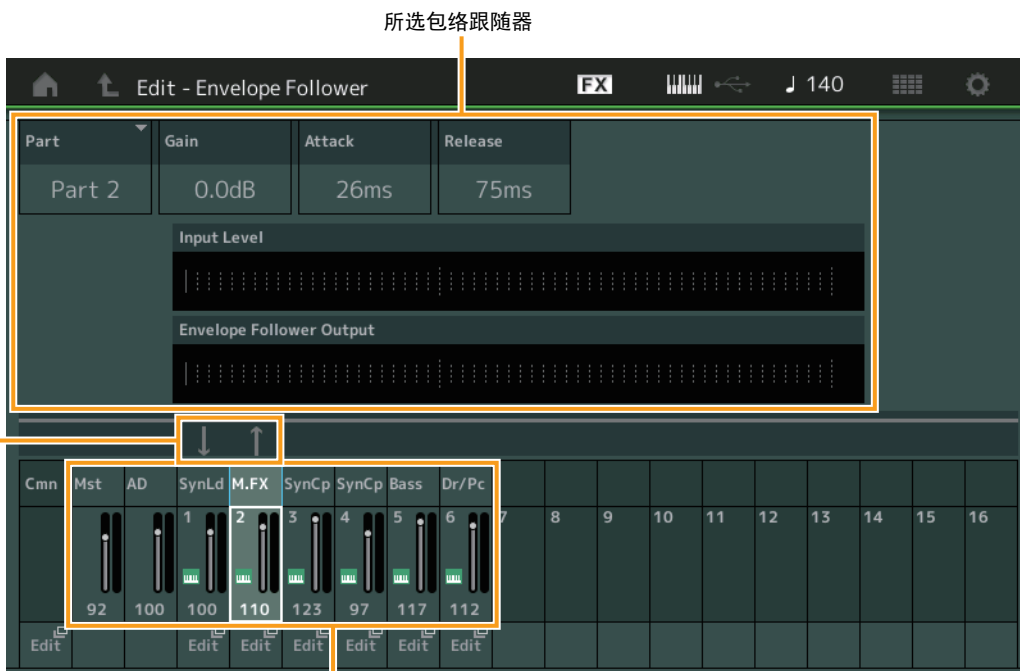 所选包络跟随器
Edit - Envelope Follower FX 140
Part Gain Attack Release
Part 2 0.0dB 26ms 75ms
Input Level
Envelope Follower Output
Cmn Mst AD SynLd M.FX SynCp SynCp Bass Dr/Pc
1 2 3 4 5 6 7 8 9 10 11 12 13 14 15 16
92 100 100 110 123 97 117 112
Edit Edit Edit Edit Edit Edit Edit